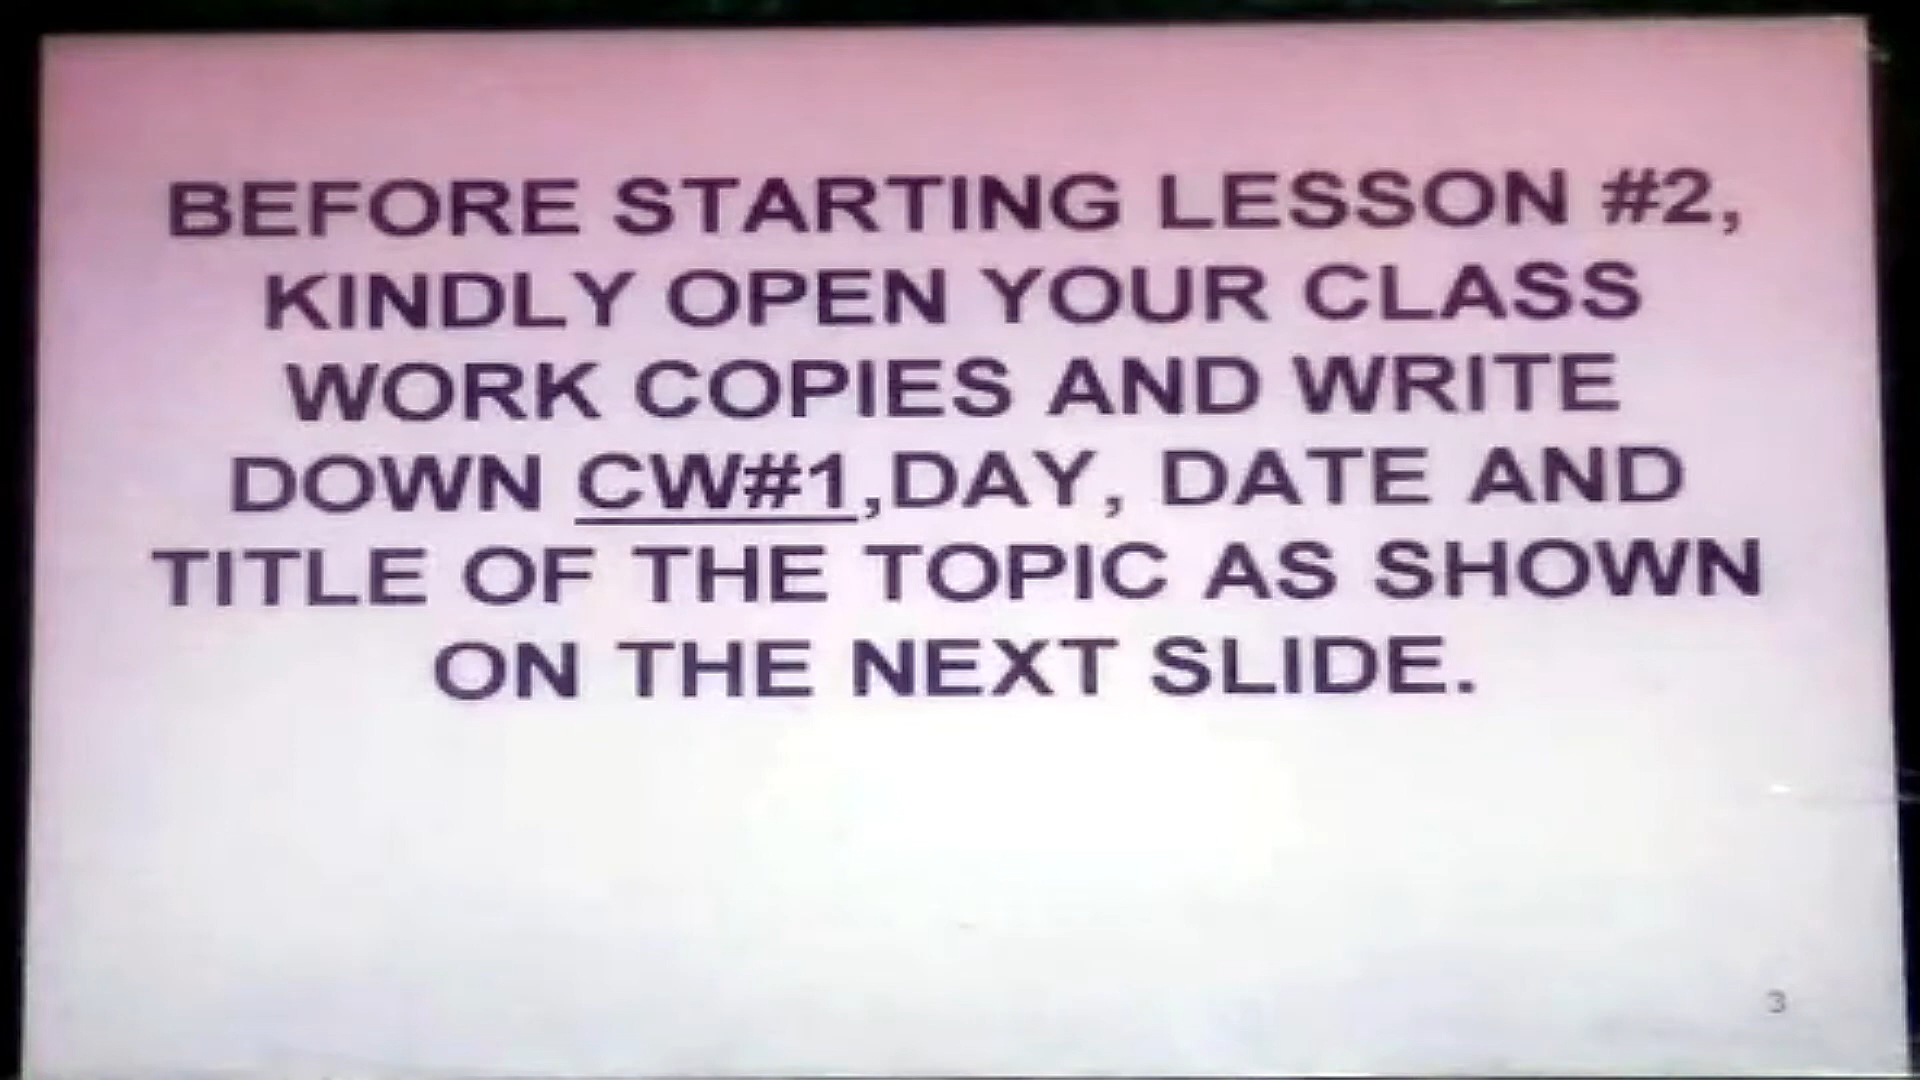 BEFORE STARTING LESSON #2,
KINDLY OPEN YOUR CLASS
WORK COPIES AND WRITE
DOWN CW#1,DAY, DATE AND
TITLE OF THE TOPIC AS SHOWN
ON THE NEXT SLIDE.
3